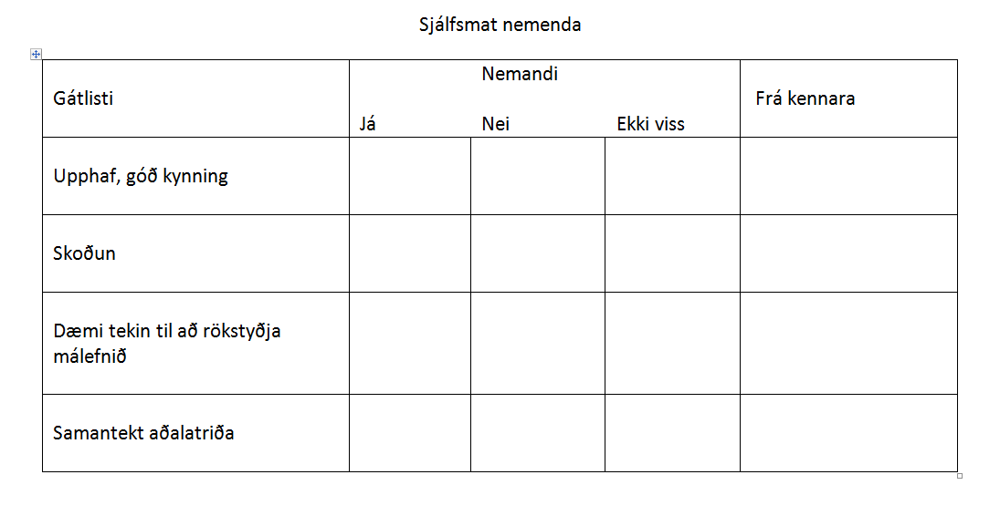 Sjálfsmat nemenda
Gátlisti
Nemandi
Já Nei Ekki viss
Frá kennara
Upphaf, góð kynning
Skoðun
Dæmi tekin til að rökstyðja
málefnið
Samantekt aðalatriða